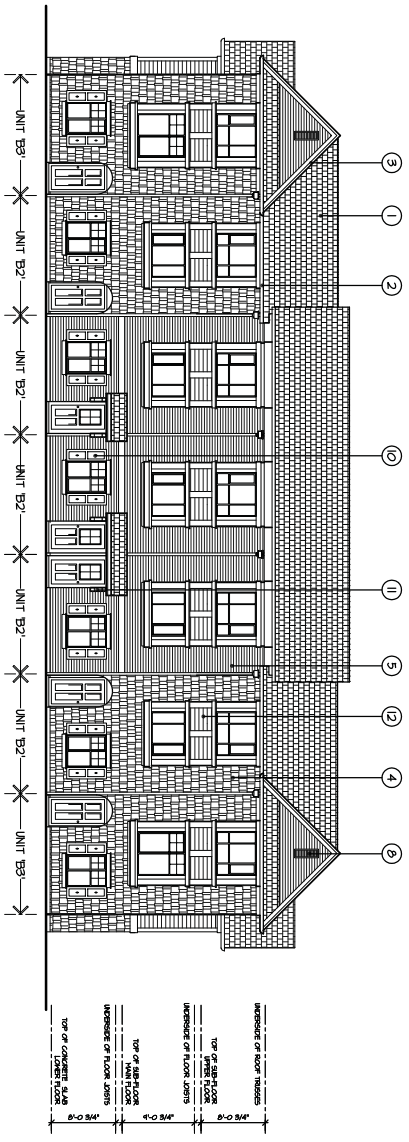 3
1
2
10
11
5
12
4
8
UNDERSIDE OF ROOF TRUSSES
TOP OF SUB-FLOOR
UPPER FLOOR
UNDERSIDE OF FLOOR JOISTS
TOP OF SUB-FLOOR
MAIN FLOOR
UNDERSIDE OF FLOOR JOISTS
TOP OF CONCRETE SLAB
LOWER FLOOR
8'-0 3/4"
9'-0 3/4"
8'-0 3/4"
UNIT 'B3'
UNIT 'B2'
UNIT 'B2'
UNIT 'B2'
UNIT 'B2'
UNIT 'B2'
UNIT 'B3'